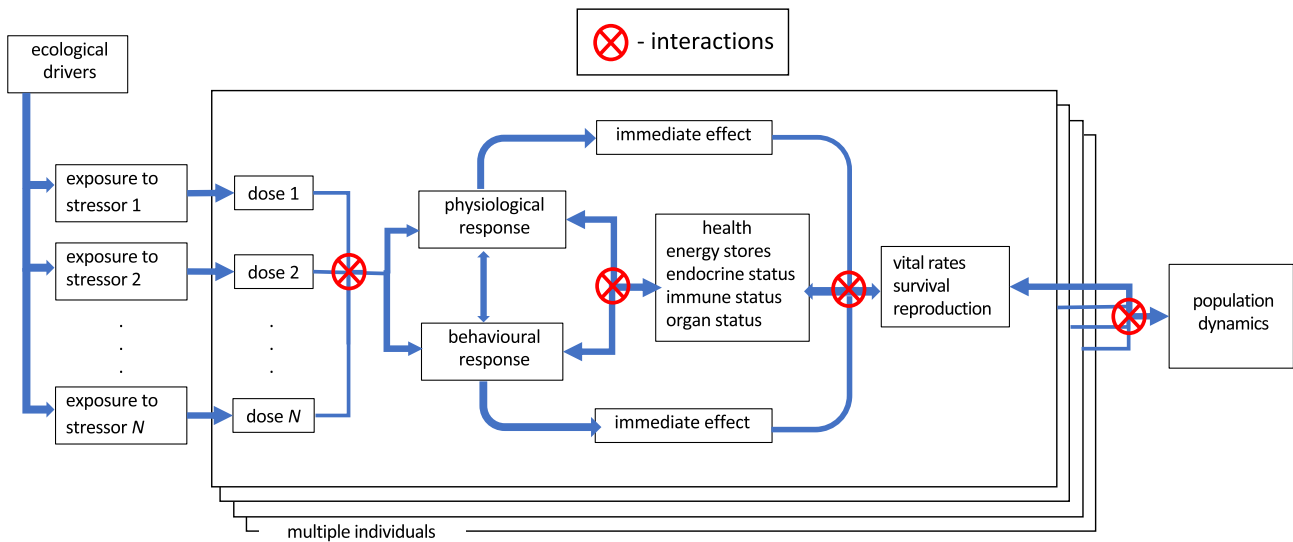 - interactions
ecological
drivers
exposure to
stressor 1
dose 1
exposure to
stressor 2
dose 2
.
.
.
.
.
.
exposure to
stressor N
dose N
immediate effect
physiological
response
behavioural
response
immediate effect
health
energy stores
endocrine status
immune status
organ status
vital rates
survival
reproduction
population
dynamics
multiple individuals